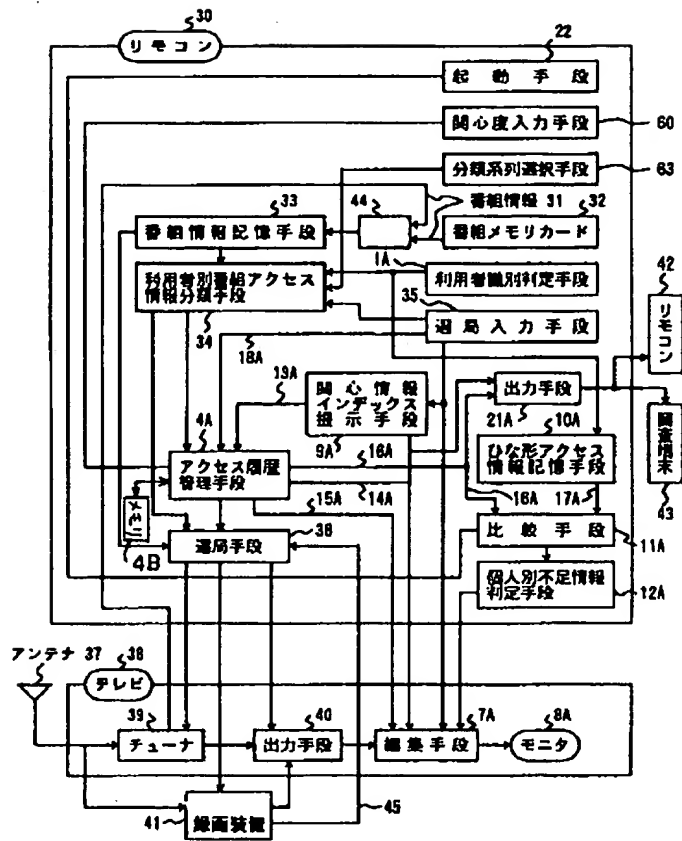 30
リモコン
22
起動手段
関心度入力手段
60
分類系列選択手段
63
33
44
番組情報 31
32
番組情報記憶手段
番組メモリカード
1A
利用者別番組アクセス
情報分類手段
利用者識別判定手段
42
リモコン
35
34
選局入力手段
18A
19A
関心情報
インデックス
提示手段
出力手段
21A
10A
4A
9A
ひな形アクセス
情報記憶手段
調査端末
43
アクセス履歴
管理手段
16A
14A
15A
16A
17A
メモリ
4B
38
選局手段
比較手段
11A
個人別不足情報
判定手段
12A
アンテナ 37
38
テレビ
39
40
7A
8A
チューナ
出力手段
編集手段
モニタ
45
41
録画装置